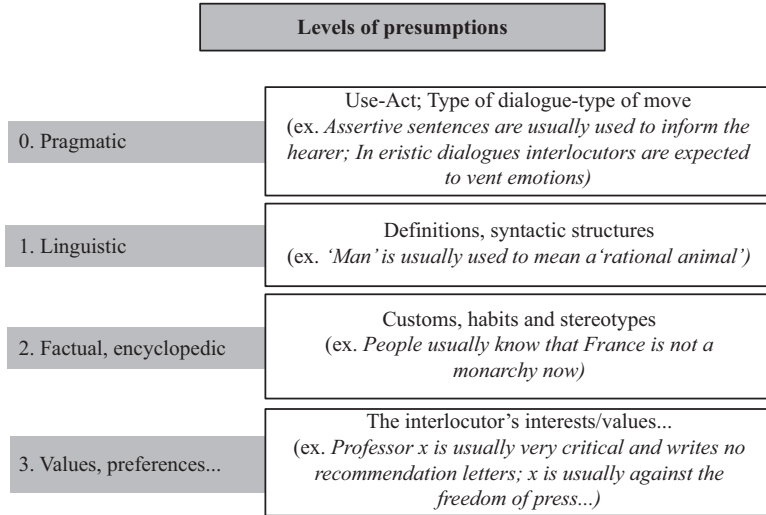 Levels of presumptions
0. Pragmatic
Use-Act; Type of dialogue-type of move
(ex. Assertive sentences are usually used to inform the
hearer; In eristic dialogues interlocutors are expected
to vent emotions)
1. Linguistic
Definitions, syntactic structures
(ex. ‘Man’ is usually used to mean a‘rational animal’)
2. Factual, encyclopedic
Customs, habits and stereotypes
(ex. People usually know that France is not a
monarchy now)
3. Values, preferences...
The interlocutor’s interests/values...
(ex. Professor x is usually very critical and writes no
recommendation letters; x is usually against the
freedom of press...)